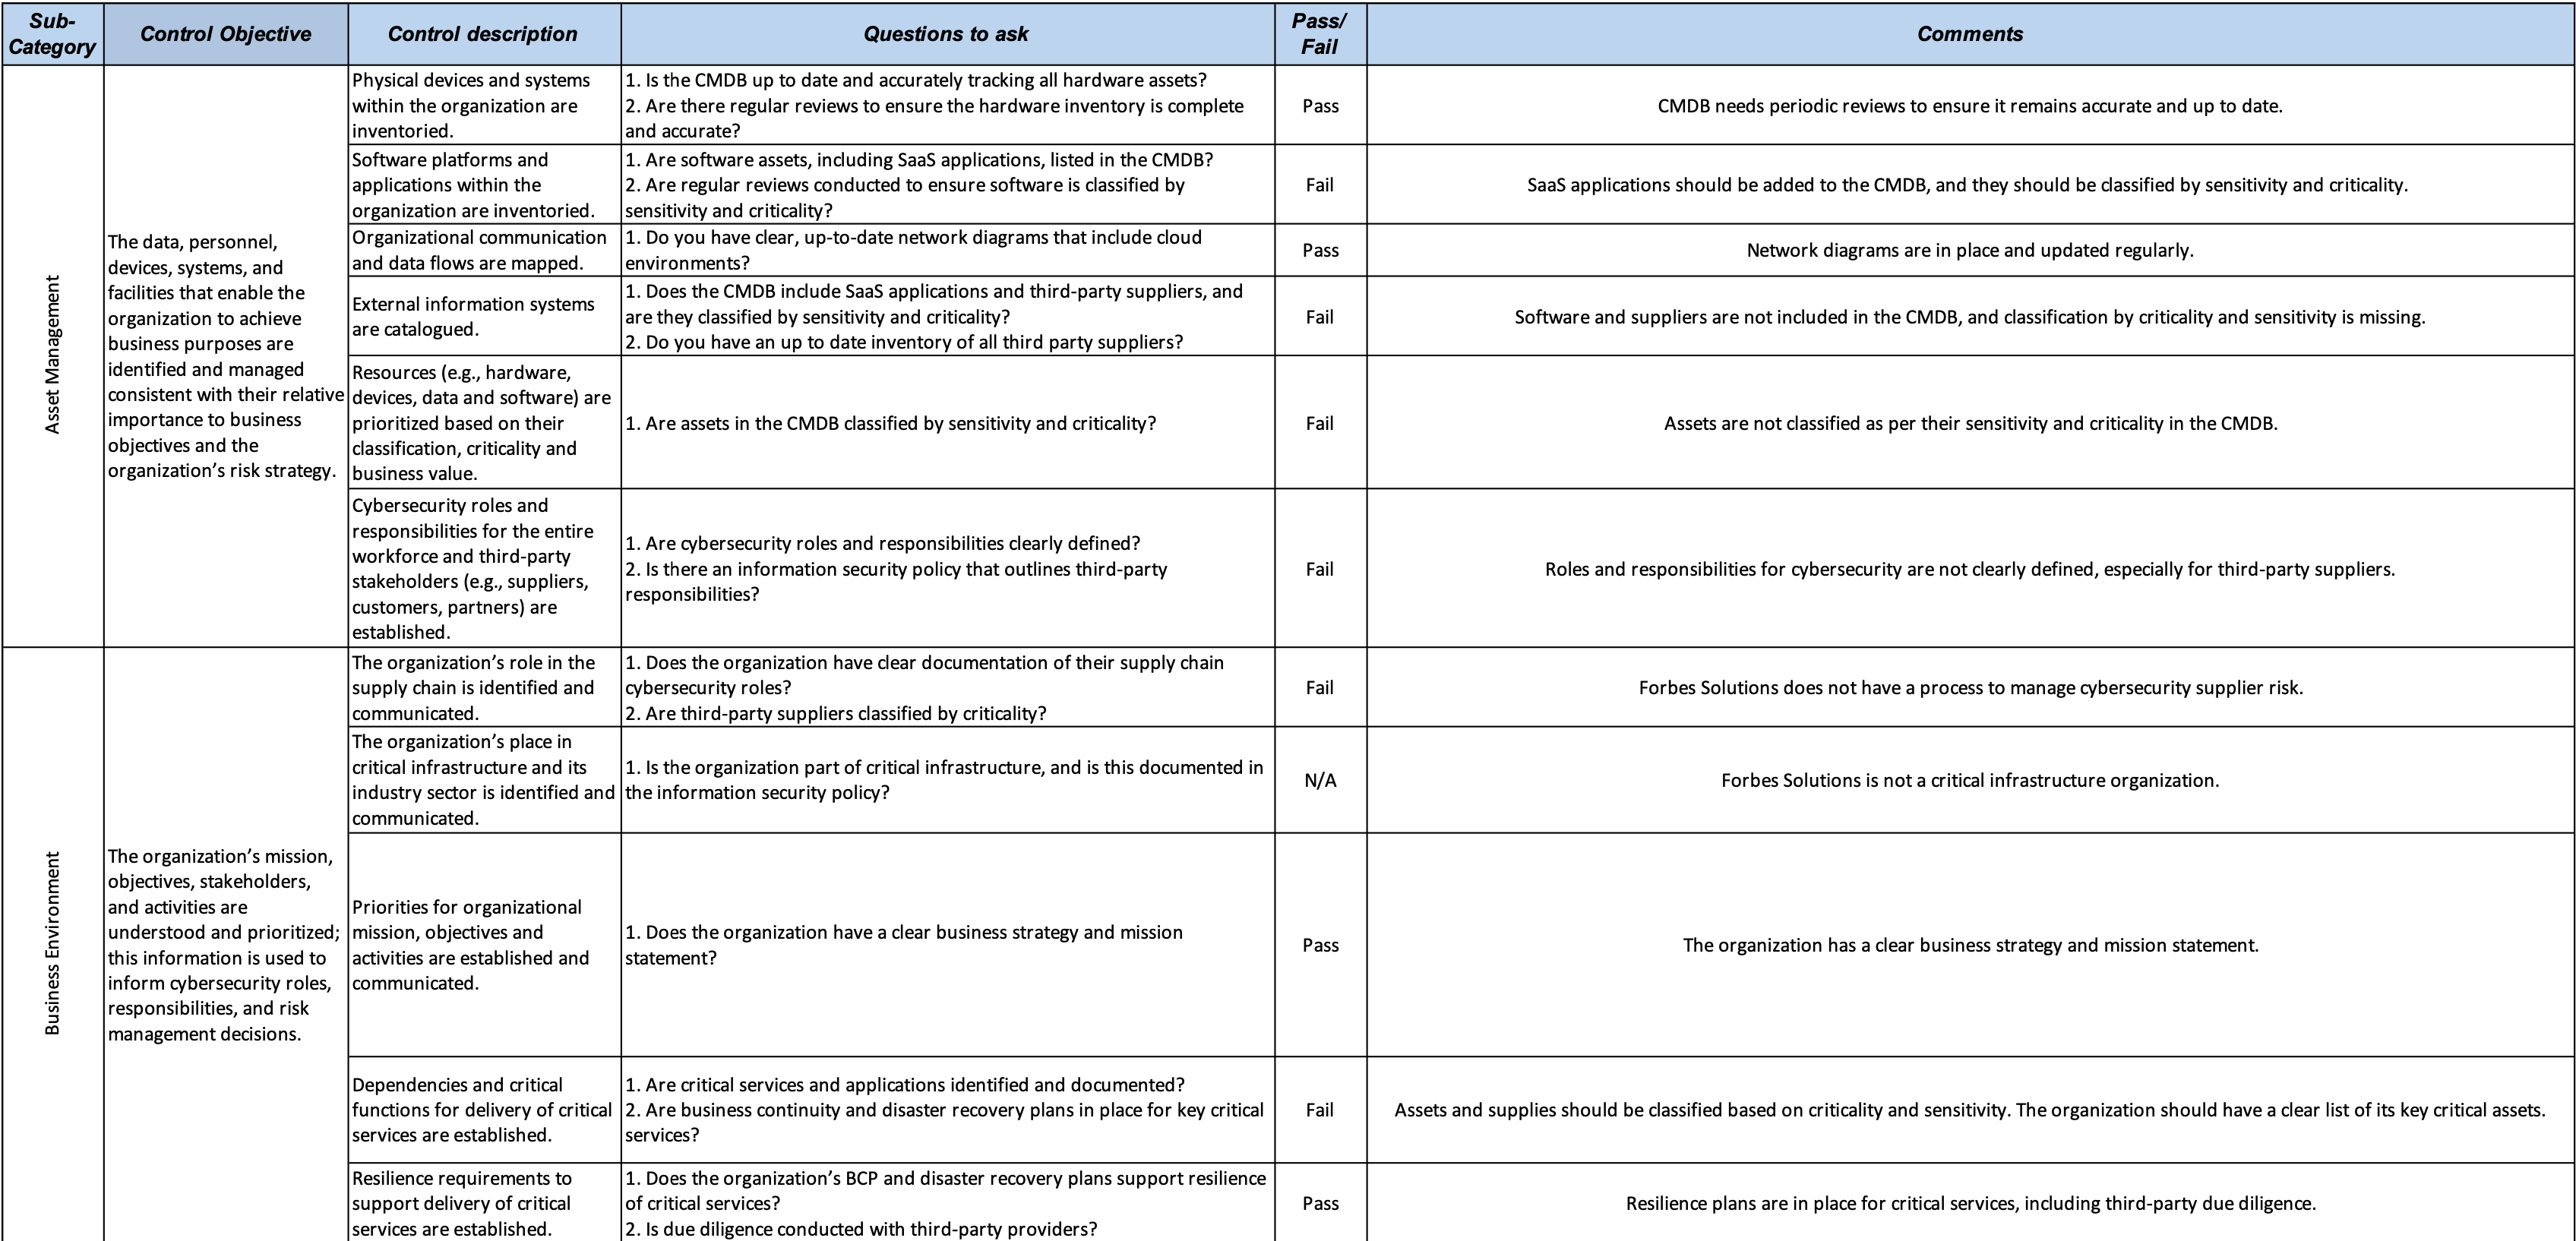 Sub-
Category
Control Objective
Control description
Questions to ask
Pass/
Fail
Comments
Asset Management
The data, personnel,
devices, systems, and
facilities that enable the
organization to achieve
business purposes are
identified and managed
consistent with their relative
importance to business
objectives and the
organization’s risk strategy.
Physical devices and systems
within the organization are
inventoried.
1. Is the CMDB up to date and accurately tracking all hardware assets?
2. Are there regular reviews to ensure the hardware inventory is complete
and accurate?
Pass
CMDB needs periodic reviews to ensure it remains accurate and up to date.
Software platforms and
applications within the
organization are inventoried.
1. Are software assets, including SaaS applications, listed in the CMDB?
2. Are regular reviews conducted to ensure software is classified by
sensitivity and criticality?
Fail
SaaS applications should be added to the CMDB, and they should be classified by sensitivity and criticality.
Organizational communication
and data flows are mapped.
1. Do you have clear, up-to-date network diagrams that include cloud
environments?
Pass
Network diagrams are in place and updated regularly.
External information systems
are catalogued.
1. Does the CMDB include SaaS applications and third-party suppliers, and
are they classified by sensitivity and criticality?
2. Do you have an up to date inventory of all third party suppliers?
Fail
Software and suppliers are not included in the CMDB, and classification by criticality and sensitivity is missing.
Resources (e.g., hardware,
devices, data and software) are
prioritized based on their
classification, criticality and
business value.
1. Are assets in the CMDB classified by sensitivity and criticality?
Fail
Assets are not classified as per their sensitivity and criticality in the CMDB.
Cybersecurity roles and
responsibilities for the entire
workforce and third-party
stakeholders (e.g., suppliers,
customers, partners) are
established.
1. Are cybersecurity roles and responsibilities clearly defined?
2. Is there an information security policy that outlines third-party
responsibilities?
Fail
Roles and responsibilities for cybersecurity are not clearly defined, especially for third-party suppliers.
Business Environment
The organization’s mission,
objectives, stakeholders,
and activities are
understood and prioritized;
this information is used to
inform cybersecurity roles,
responsibilities, and risk
management decisions.
The organization’s role in the
supply chain is identified and
communicated.
1. Does the organization have clear documentation of their supply chain
cybersecurity roles?
2. Are third-party suppliers classified by criticality?
Fail
Forbes Solutions does not have a process to manage cybersecurity supplier risk.
The organization’s place in
critical infrastructure and its
industry sector is identified and
communicated.
1. Is the organization part of critical infrastructure, and is this documented in
the information security policy?
N/A
Forbes Solutions is not a critical infrastructure organization.
Priorities for organizational
mission, objectives and
activities are established and
communicated.
1. Does the organization have a clear business strategy and mission
statement?
Pass
The organization has a clear business strategy and mission statement.
Dependencies and critical
functions for delivery of critical
services are established.
1. Are critical services and applications identified and documented?
2. Are business continuity and disaster recovery plans in place for key critical
services?
Fail
Assets and supplies should be classified based on criticality and sensitivity. The organization should have a clear list of its key critical assets.
Resilience requirements to
support delivery of critical
services are established.
1. Does the organization’s BCP and disaster recovery plans support resilience
of critical services?
2. Is due diligence conducted with third-party providers?
Pass
Resilience plans are in place for critical services, including third-party due diligence.